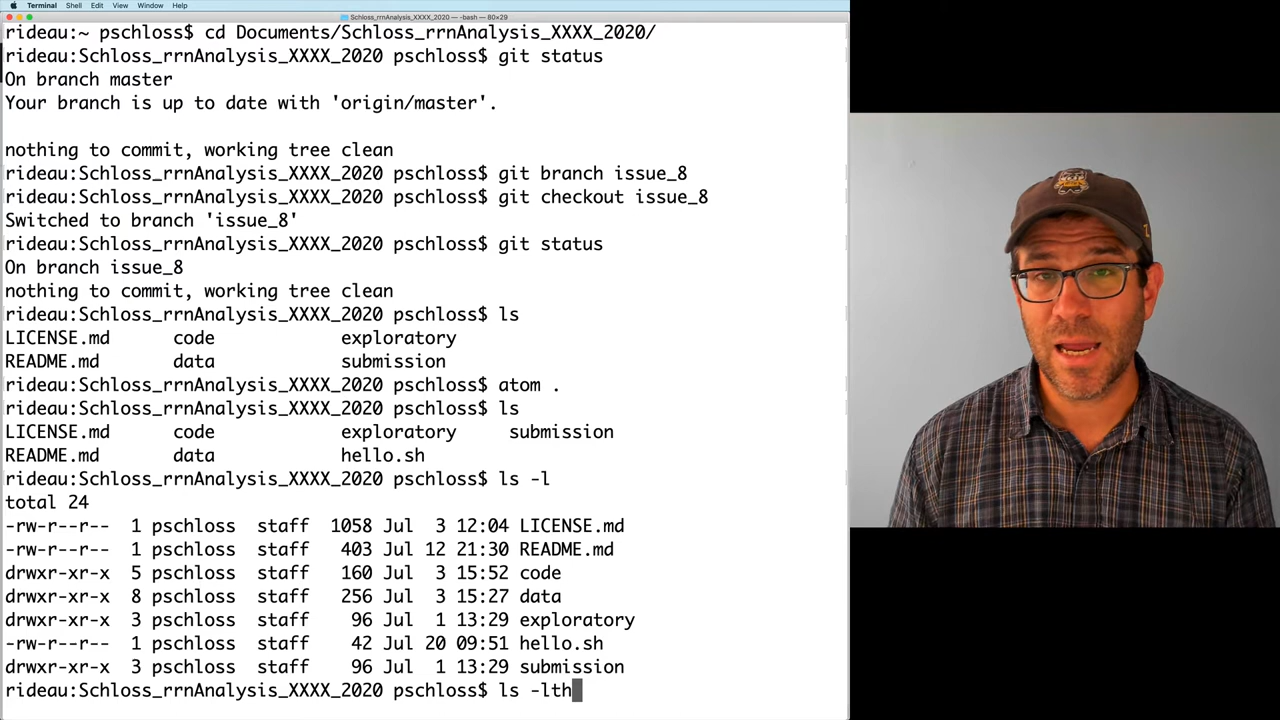 Terminal Shell Edit View Window Help
Schloss_rrnAnalysis_XXXX_2020 — -bash — 80×29
rideau:~ pschloss$ cd Documents/Schloss_rrnAnalysis_XXXX_2020/
rideau:Schloss_rrnAnalysis_XXXX_2020 pschloss$ git status
On branch master
Your branch is up to date with 'origin/master'.
nothing to commit, working tree clean
rideau:Schloss_rrnAnalysis_XXXX_2020 pschloss$ git branch issue_8
rideau:Schloss_rrnAnalysis_XXXX_2020 pschloss$ git checkout issue_8
Switched to branch 'issue_8'
rideau:Schloss_rrnAnalysis_XXXX_2020 pschloss$ git status
On branch issue_8
nothing to commit, working tree clean
rideau:Schloss_rrnAnalysis_XXXX_2020 pschloss$ ls
LICENSE.md code exploratory
README.md data submission
rideau:Schloss_rrnAnalysis_XXXX_2020 pschloss$ atom .
rideau:Schloss_rrnAnalysis_XXXX_2020 pschloss$ ls
LICENSE.md code exploratory submission
README.md data hello.sh
rideau:Schloss_rrnAnalysis_XXXX_2020 pschloss$ ls -l
total 24
-rw-r--r-- 1 pschloss staff 1058 Jul 3 12:04 LICENSE.md
-rw-r--r-- 1 pschloss staff 403 Jul 12 21:30 README.md
drwxr-xr-x 5 pschloss staff 160 Jul 3 15:52 code
drwxr-xr-x 8 pschloss staff 256 Jul 3 15:27 data
drwxr-xr-x 3 pschloss staff 96 Jul 1 13:29 exploratory
-rw-r--r-- 1 pschloss staff 42 Jul 20 09:51 hello.sh
drwxr-xr-x 3 pschloss staff 96 Jul 1 13:29 submission
rideau:Schloss_rrnAnalysis_XXXX_2020 pschloss$ ls -lth